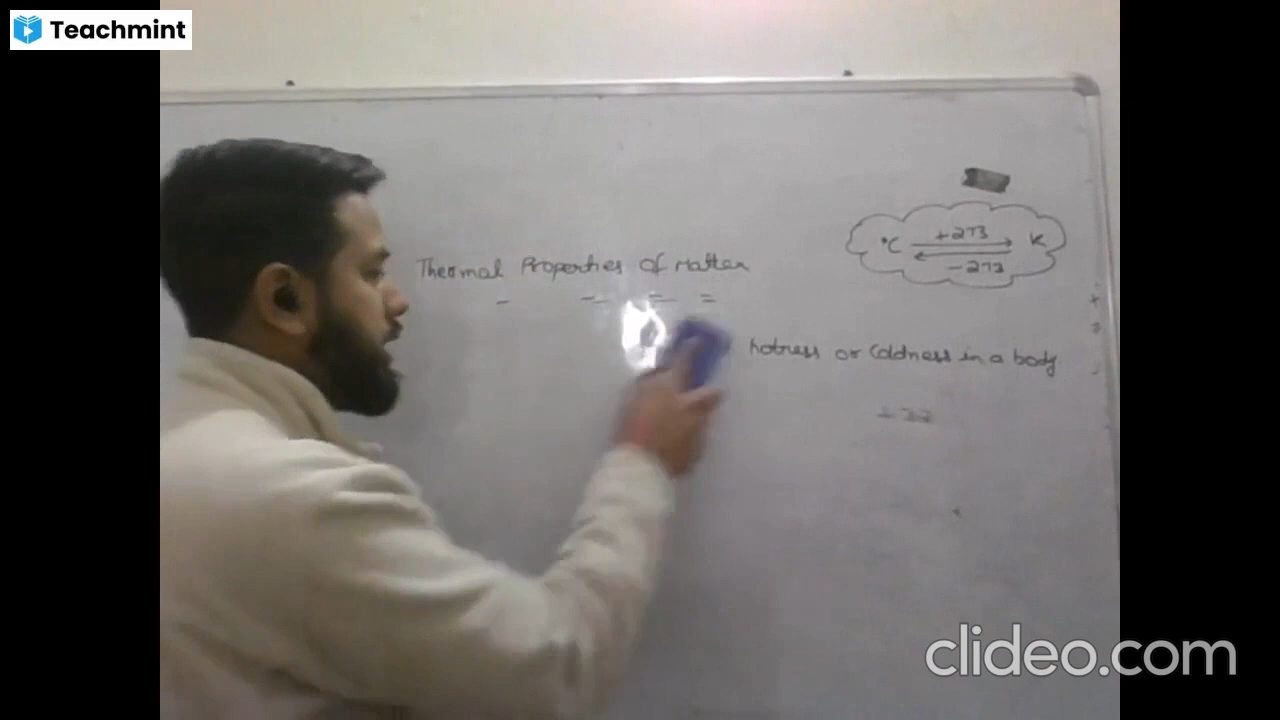 Teachmint
°C +273 K
-273
Thermal Properties of Matter
hotness or Coldness in a body
clideo.com